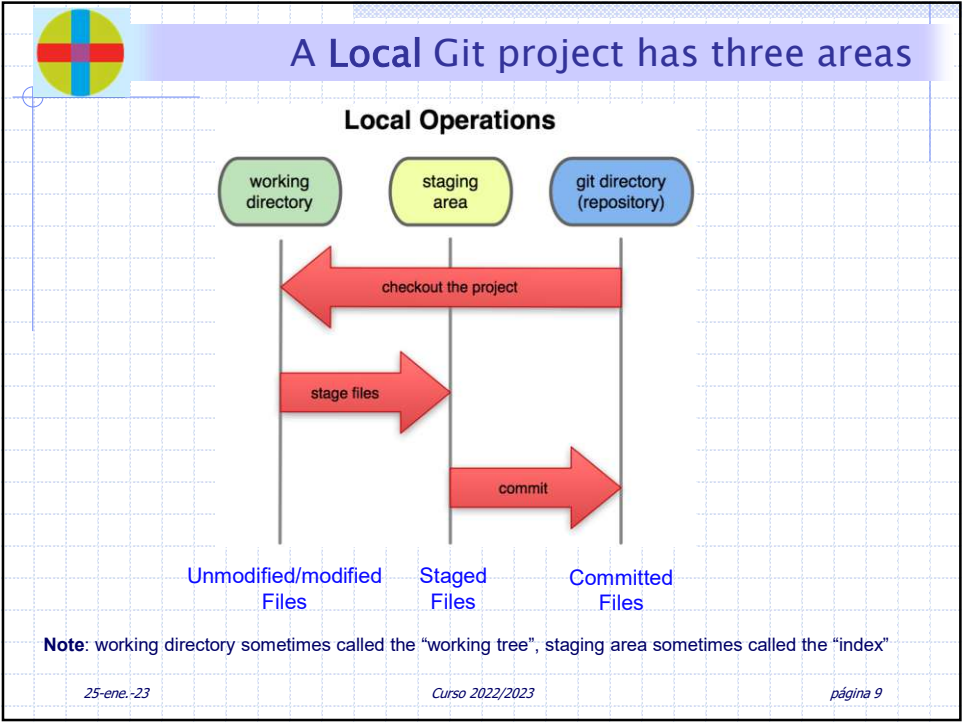 A Local Git project has three areas
Local Operations
working
directory
staging
area
git directory
(repository)
checkout the project
stage files
commit
Unmodified/modified
Files
Staged
Files
Committed
Files
Note: working directory sometimes called the “working tree”, staging area sometimes called the “index”
25-ene.-23
Curso 2022/2023
página 9